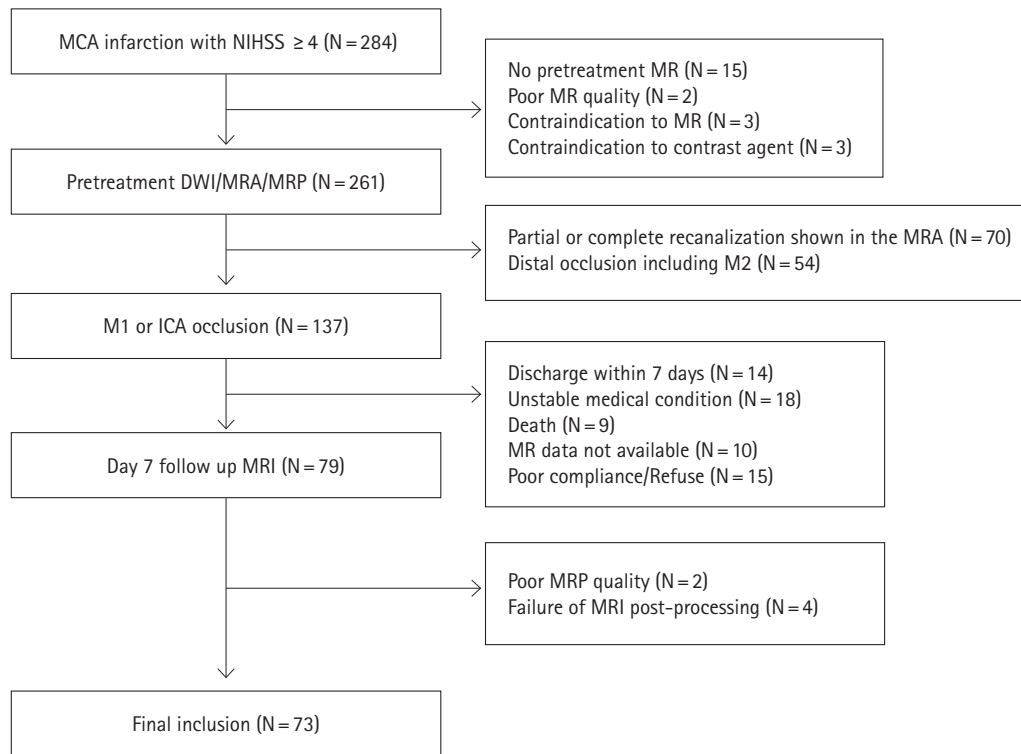 MCA infarction with NIHSS ≥ 4 (N = 284)
No pretreatment MR (N = 15)
Poor MR quality (N = 2)
Contraindication to MR (N = 3)
Contraindication to contrast agent (N = 3)
Pretreatment DWI/MRA/MRP (N = 261)
Partial or complete recanalization shown in the MRA (N = 70)
Distal occlusion including M2 (N = 54)
M1 or ICA occlusion (N = 137)
Discharge within 7 days (N = 14)
Unstable medical condition (N = 18)
Death (N = 9)
MR data not available (N = 10)
Poor compliance/Refuse (N = 15)
Day 7 follow up MRI (N = 79)
Poor MRP quality (N = 2)
Failure of MRI post-processing (N = 4)
Final inclusion (N = 73)